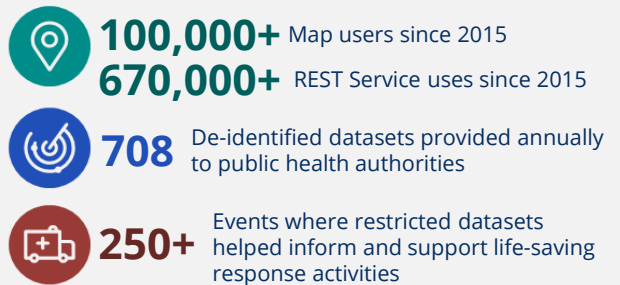 100,000+ Map users since 2015
670,000+ REST Service uses since 2015
708 De-identified datasets provided annually
to public health authorities
250+ Events where restricted datasets
helped inform and support life-saving
response activities